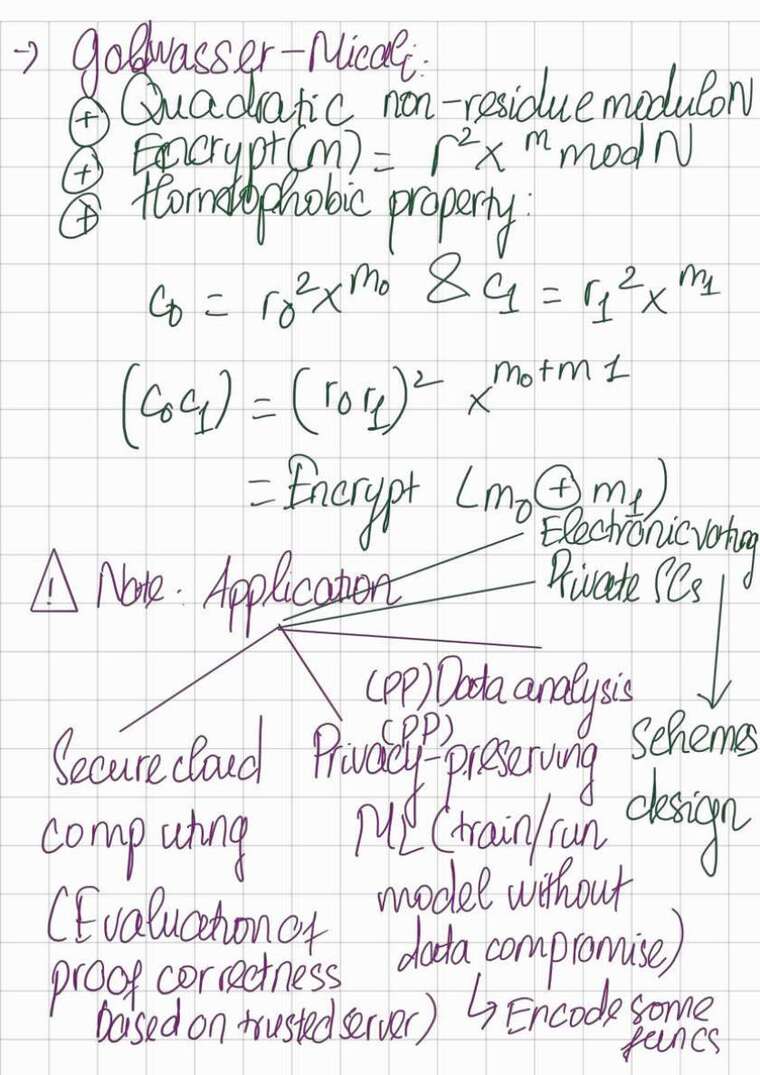 → Goldwasser-Micali:
⊕ Quadratic non-residue modulo N
⊕ Encrypt(m) = r²x^m mod N
⊕ Homotophobic property:
c₀ = r₀²x^m₀ & c₁ = r₁²x^m₁
(c₀c₁) = (r₀r₁)² x^m₀+m1
= Encrypt (m₀ ⊕ m₁)
⚠ Note: Application
Electronic voting
Private SCs
(PP) Data analysis
Schemes
design
Secure cloud
computing
(Evaluation of
proof correctness
based on trusted server)
(PP)
Privacy-preserving
ML (train/run
model without
data compromise)
↳ Encode some
funcs